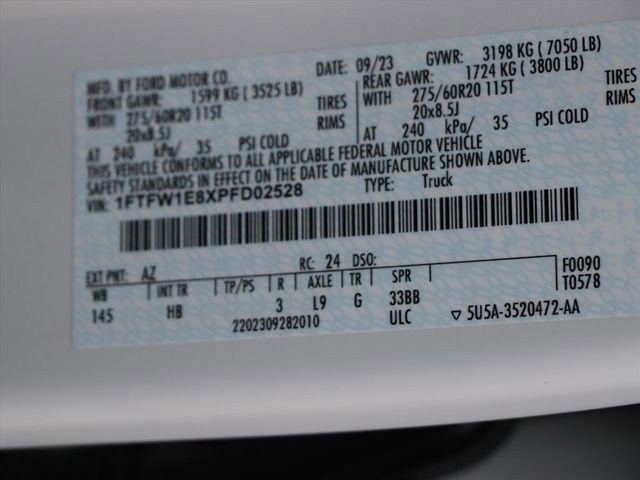 MFD. BY FORD MOTOR CO. DATE: 09/23 GVWR: 3198 KG ( 7050 LB)
FRONT GAWR: 1599 KG ( 3525 LB) REAR GAWR: 1724 KG ( 3800 LB)
WITH 275/60R20 115T TIRES WITH 275/60R20 115T TIRES
20x8.5J RIMS 20x8.5J RIMS
AT 240 kPa/ 35 PSI COLD AT 240 kPa/ 35 PSI COLD
THIS VEHICLE CONFORMS TO ALL APPLICABLE FEDERAL MOTOR VEHICLE
SAFETY STANDARDS IN EFFECT ON THE DATE OF MANUFACTURE SHOWN ABOVE.
VIN: 1FTFW1E8XPFD02528 TYPE: Truck
EXT PNT: AZ RC: 24 DSO: F0090
WB INT TR TP/PS R AXLE TR SPR T0578
145 HB 3 L9 G 33BB
2202309282010 ULC ▽ 5U5A-3520472-AA